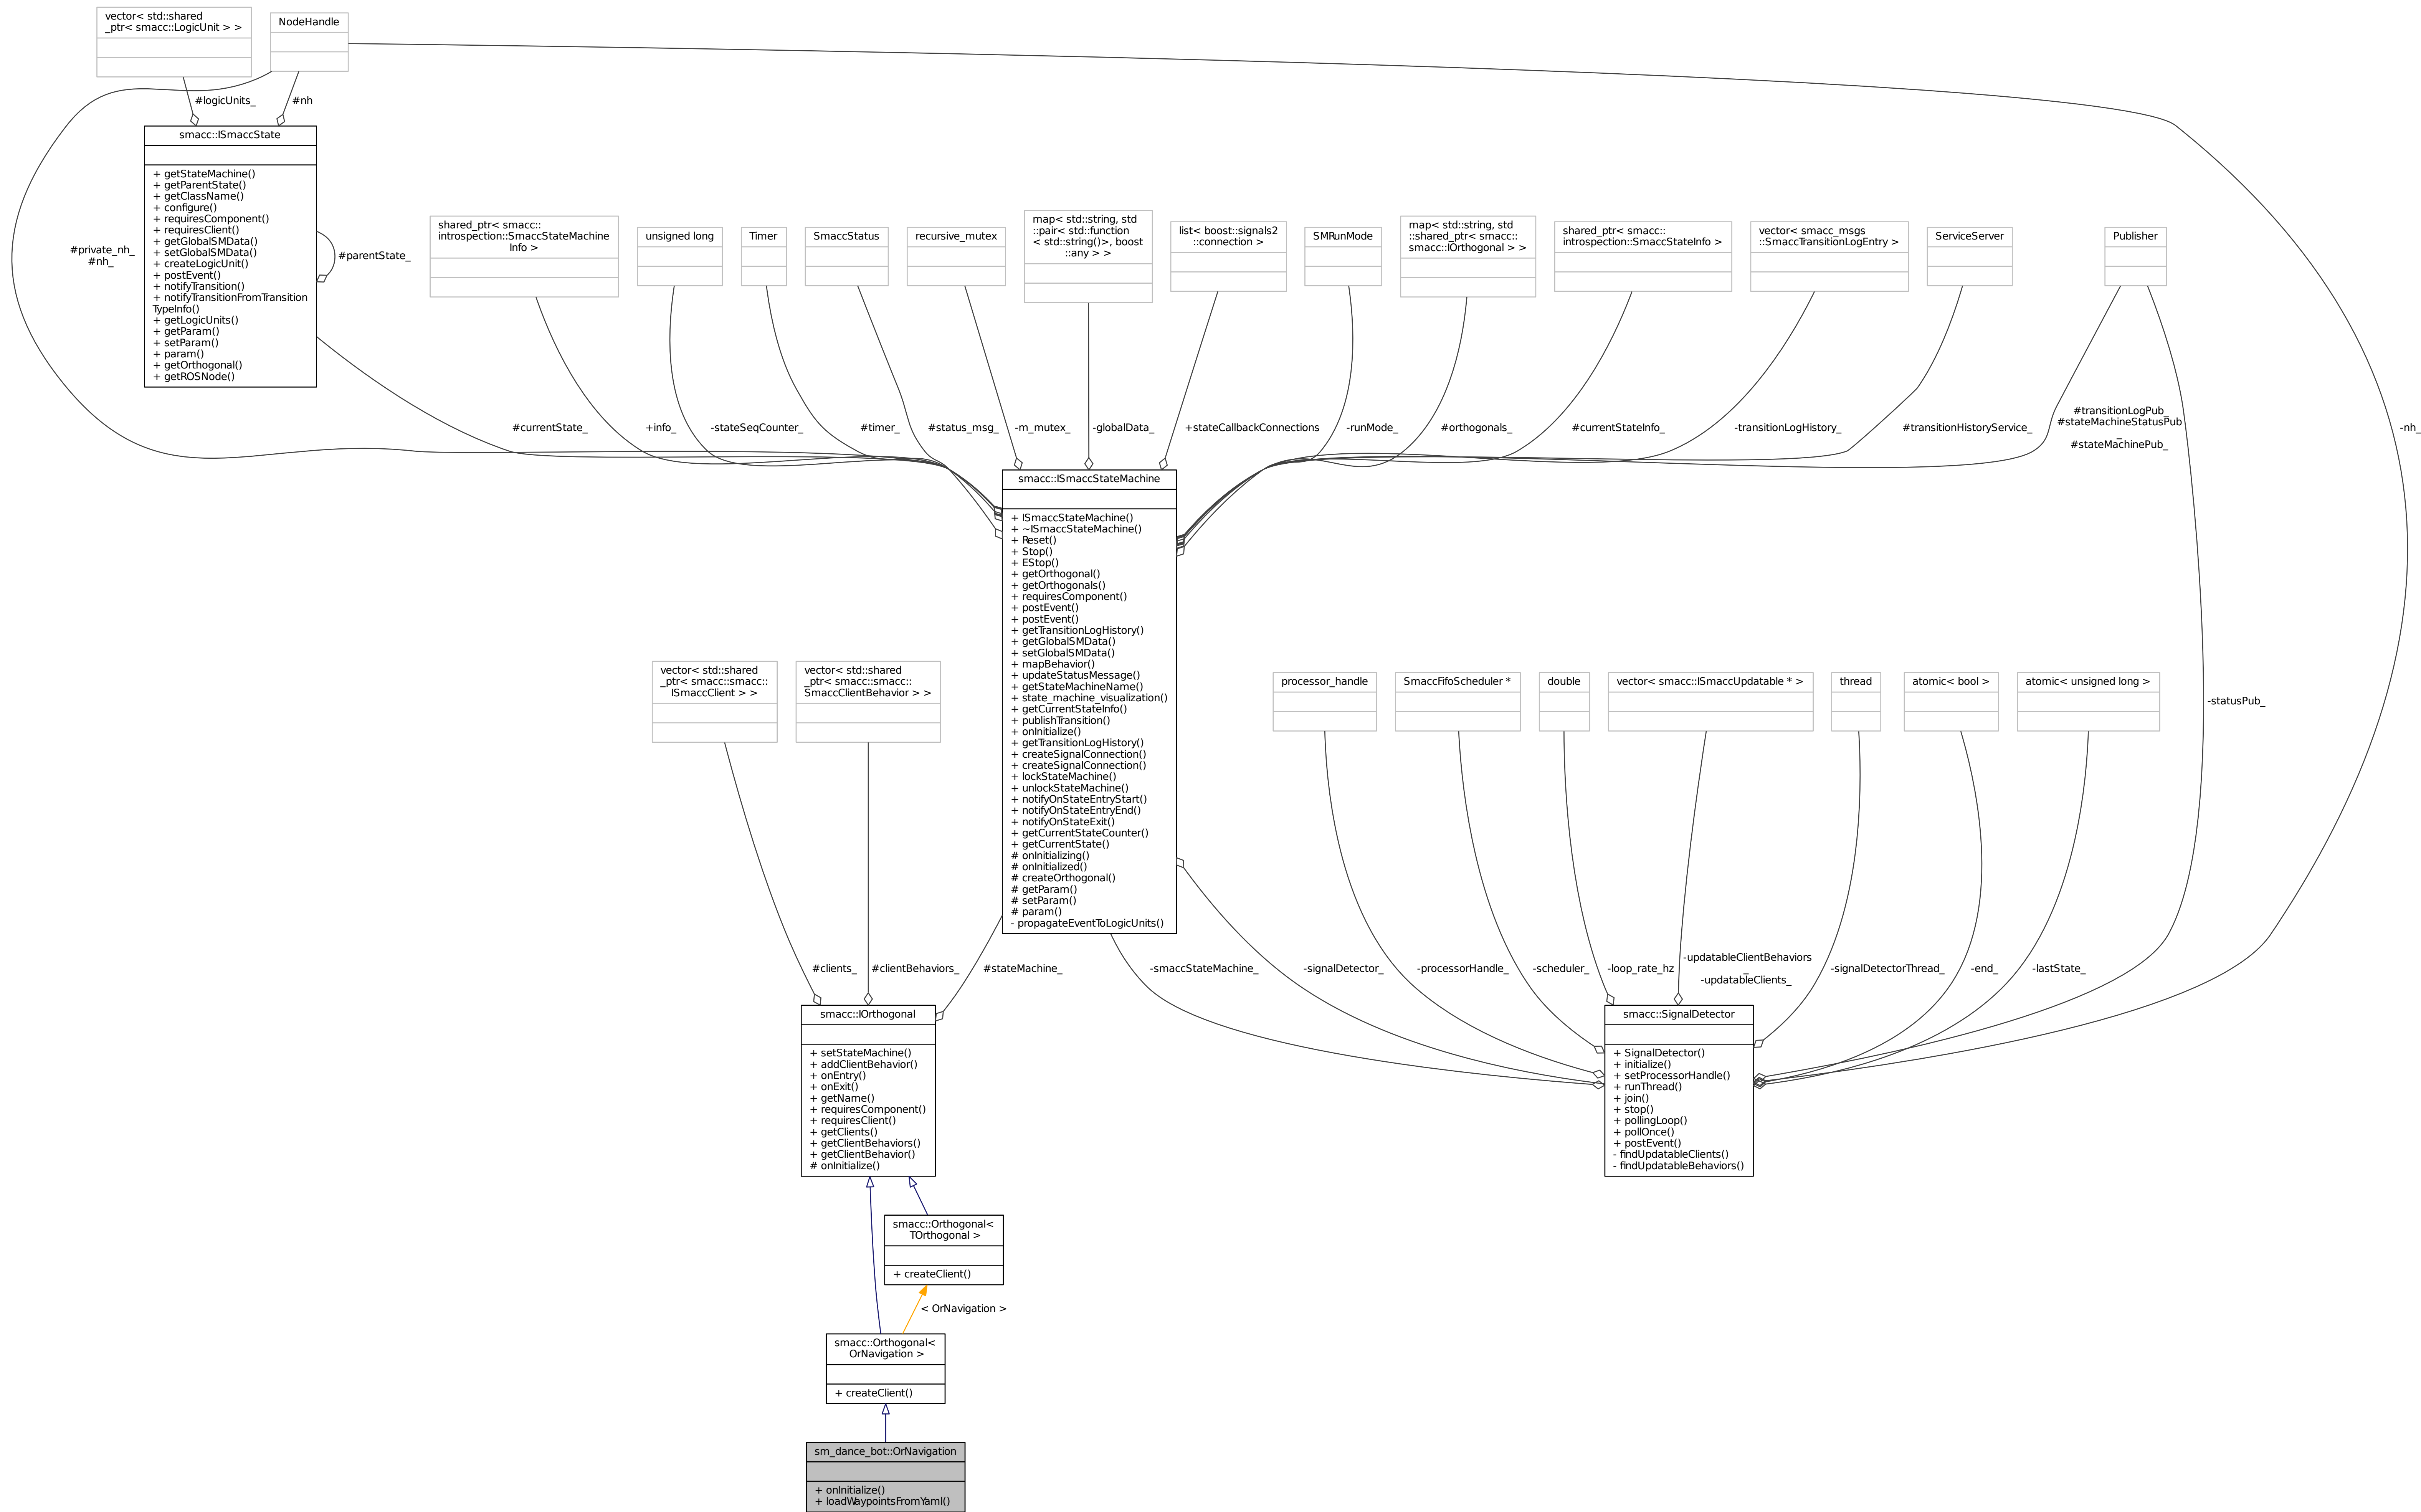 vector< std::shared
_ptr< smacc::LogicUnit > >
NodeHandle
#logicUnits_
#nh
smacc::ISmaccState
+ getStateMachine()
+ getParentState()
+ getClassName()
+ configure()
+ requiresComponent()
+ requiresClient()
+ getGlobalSMData()
+ setGlobalSMData()
+ createLogicUnit()
+ postEvent()
+ notifyTransition()
+ notifyTransitionFromTransition
TypeInfo()
+ getLogicUnits()
+ getParam()
+ setParam()
+ param()
+ getOrthogonal()
+ getROSNode()
#private_nh_
#nh_
#parentState_
shared_ptr< smacc::
introspection::SmaccStateMachine
Info >
unsigned long
Timer
SmaccStatus
recursive_mutex
map< std::string, std
::pair< std::function
< std::string()>, boost
::any > >
list< boost::signals2
::connection >
SMRunMode
map< std::string, std
::shared_ptr< smacc::
smacc::IOrthogonal > >
shared_ptr< smacc::
introspection::SmaccStateInfo >
vector< smacc_msgs
::SmaccTransitionLogEntry >
ServiceServer
Publisher
#currentState_
+info_
-stateSeqCounter_
#timer_
#status_msg_
-m_mutex_
-globalData_
+stateCallbackConnections
-runMode_
#orthogonals_
#currentStateInfo_
-transitionLogHistory_
#transitionHistoryService_
#transitionLogPub_
#stateMachineStatusPub
_
#stateMachinePub_
-nh_
smacc::ISmaccStateMachine
+ ISmaccStateMachine()
+ ~ISmaccStateMachine()
+ Reset()
+ Stop()
+ EStop()
+ getOrthogonal()
+ getOrthogonals()
+ requiresComponent()
+ postEvent()
+ postEvent()
+ getTransitionLogHistory()
+ getGlobalSMData()
+ setGlobalSMData()
+ mapBehavior()
+ updateStatusMessage()
+ getStateMachineName()
+ state_machine_visualization()
+ getCurrentStateInfo()
+ publishTransition()
+ onInitialize()
+ getTransitionLogHistory()
+ createSignalConnection()
+ createSignalConnection()
+ lockStateMachine()
+ unlockStateMachine()
+ notifyOnStateEntryStart()
+ notifyOnStateEntryEnd()
+ notifyOnStateExit()
+ getCurrentStateCounter()
+ getCurrentState()
# onInitializing()
# onInitialized()
# createOrthogonal()
# getParam()
# setParam()
# param()
- propagateEventToLogicUnits()
vector< std::shared
_ptr< smacc::smacc::
ISmaccClient > >
vector< std::shared
_ptr< smacc::smacc::
SmaccClientBehavior > >
processor_handle
SmaccFifoScheduler *
double
vector< smacc::ISmaccUpdatable * >
thread
atomic< bool >
atomic< unsigned long >
-statusPub_
#clients_
#clientBehaviors_
#stateMachine_
-smaccStateMachine_
-signalDetector_
-processorHandle_
-scheduler_
-loop_rate_hz
-updatableClientBehaviors
_
-updatableClients_
-signalDetectorThread_
-end_
-lastState_
smacc::IOrthogonal
+ setStateMachine()
+ addClientBehavior()
+ onEntry()
+ onExit()
+ getName()
+ requiresComponent()
+ requiresClient()
+ getClients()
+ getClientBehaviors()
+ getClientBehavior()
# onInitialize()
smacc::SignalDetector
+ SignalDetector()
+ initialize()
+ setProcessorHandle()
+ runThread()
+ join()
+ stop()
+ pollingLoop()
+ pollOnce()
+ postEvent()
- findUpdatableClients()
- findUpdatableBehaviors()
smacc::Orthogonal<
TOrthogonal >
+ createClient()
< OrNavigation >
smacc::Orthogonal<
OrNavigation >
+ createClient()
sm_dance_bot::OrNavigation
+ onInitialize()
+ loadWaypointsFromYaml()